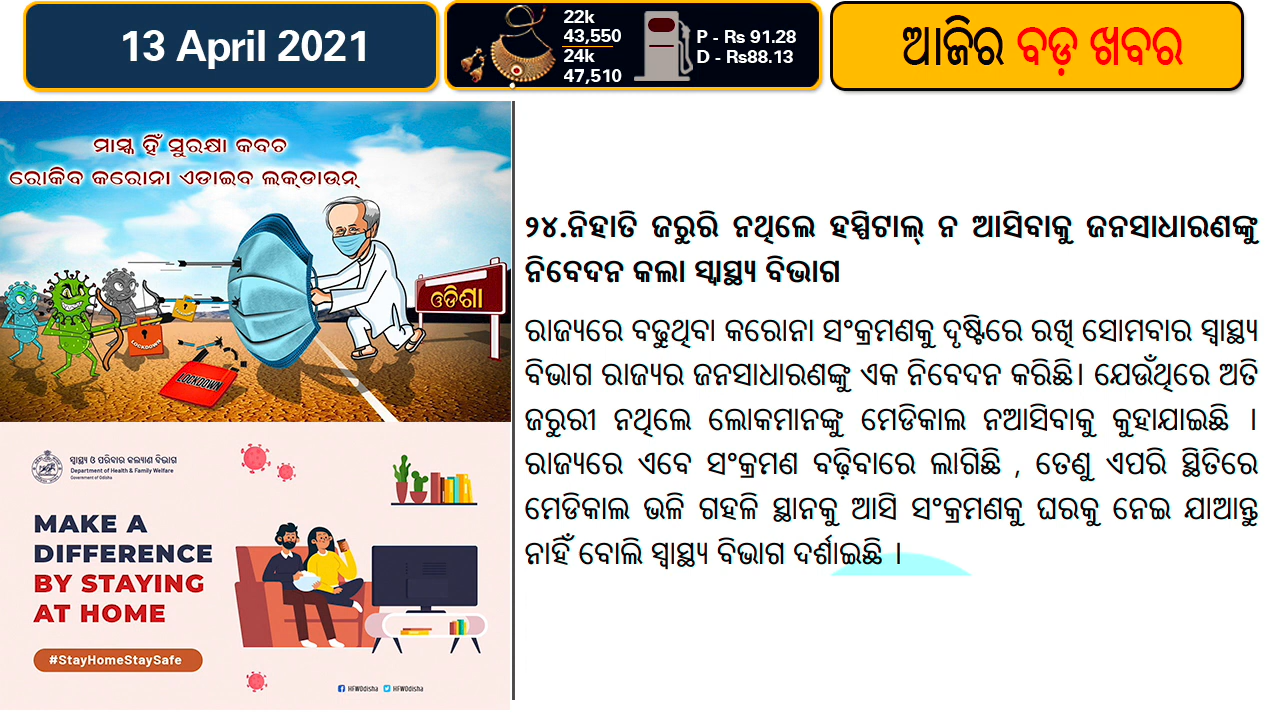 13 April 2021
22k
43,550
24k
47,510
P - Rs 91.28
D - Rs88.13
ଆଜିର ବଡ଼ ଖବର
ମାସ୍କ ହିଁ ସୁରକ୍ଷା କବଚ
ରୋକିବ କରୋନା ଏଡାଇବ ଲକ୍‌ଡାଉନ୍
ଓଡିଶା
LOCKDOWN
LOCKDOWN
ସ୍ୱାସ୍ଥ୍ୟ ଓ ପରିବାର କଲ୍ୟାଣ ବିଭାଗ
Department of Health & Family Welfare
Government of Odisha
MAKE A
DIFFERENCE
BY STAYING
AT HOME
#StayHomeStaySafe
HFWOdisha HFWOdisha
୨୪.ନିହାତି ଜରୁରି ନଥିଲେ ହସ୍ପିଟାଲ୍ ନ ଆସିବାକୁ ଜନସାଧାରଣଙ୍କୁ
ନିବେଦନ କଲା ସ୍ୱାସ୍ଥ୍ୟ ବିଭାଗ
ରାଜ୍ୟରେ ବଢୁଥିବା କରୋନା ସଂକ୍ରମଣକୁ ଦୃଷ୍ଟିରେ ରଖି ସୋମବାର ସ୍ୱାସ୍ଥ୍ୟ
ବିଭାଗ ରାଜ୍ୟର ଜନସାଧାରଣଙ୍କୁ ଏକ ନିବେଦନ କରିଛି। ଯେଉଁଥିରେ ଅତି
ଜରୁରୀ ନଥିଲେ ଲୋକମାନଙ୍କୁ ମେଡିକାଲ ନଆସିବାକୁ କୁହାଯାଇଛି ।
ରାଜ୍ୟରେ ଏବେ ସଂକ୍ରମଣ ବଢ଼ିବାରେ ଲାଗିଛି , ତେଣୁ ଏପରି ସ୍ଥିତିରେ
ମେଡିକାଲ ଭଳି ଗହଳି ସ୍ଥାନକୁ ଆସି ସଂକ୍ରମଣକୁ ଘରକୁ ନେଇ ଯାଆନ୍ତୁ
ନାହିଁ ବୋଲି ସ୍ୱାସ୍ଥ୍ୟ ବିଭାଗ ଦର୍ଶାଇଛି ।